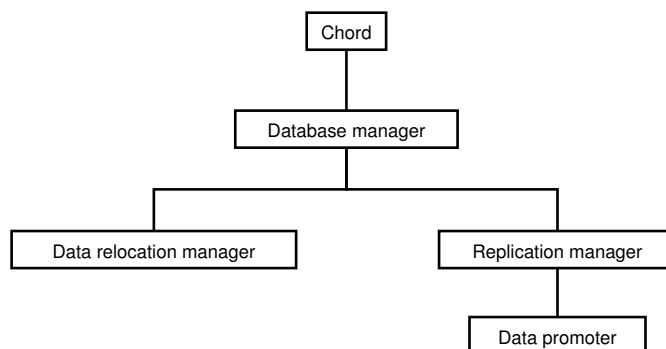 Chord
Database manager
Data relocation manager
Replication manager
Data promoter